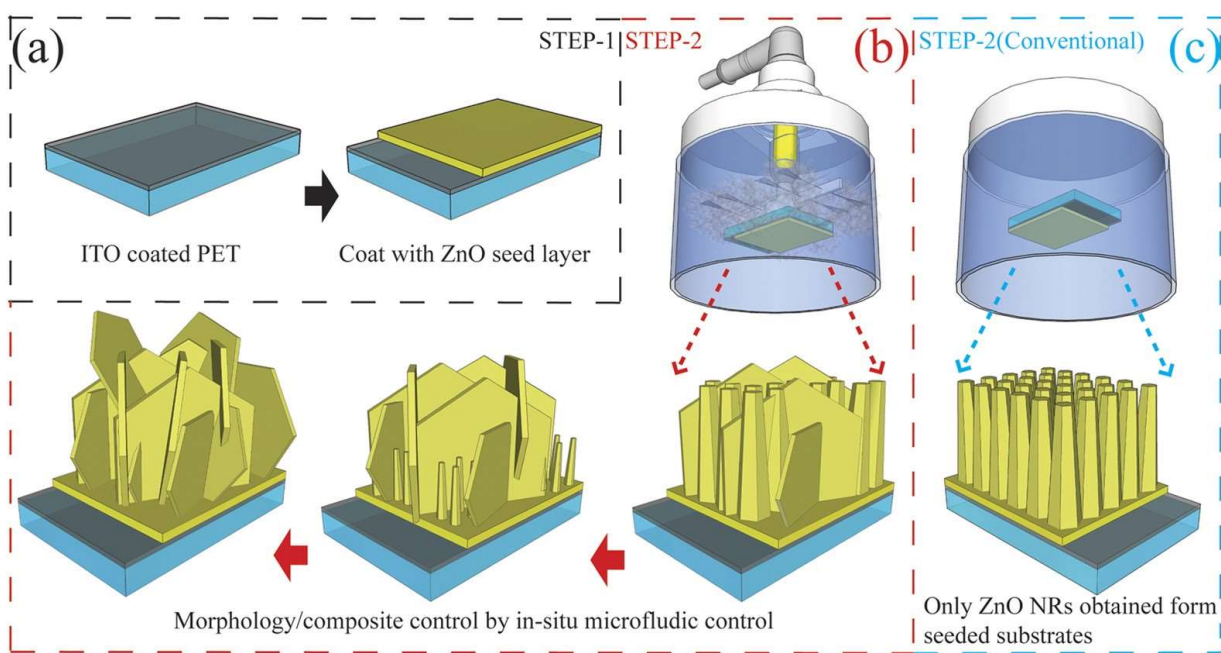 (a)
STEP-1
STEP-2
(b)
STEP-2(Conventional)
(c)
ITO coated PET
Coat with ZnO seed layer
Morphology/composite control by in-situ microfludic control
Only ZnO NRs obtained form
seeded substrates